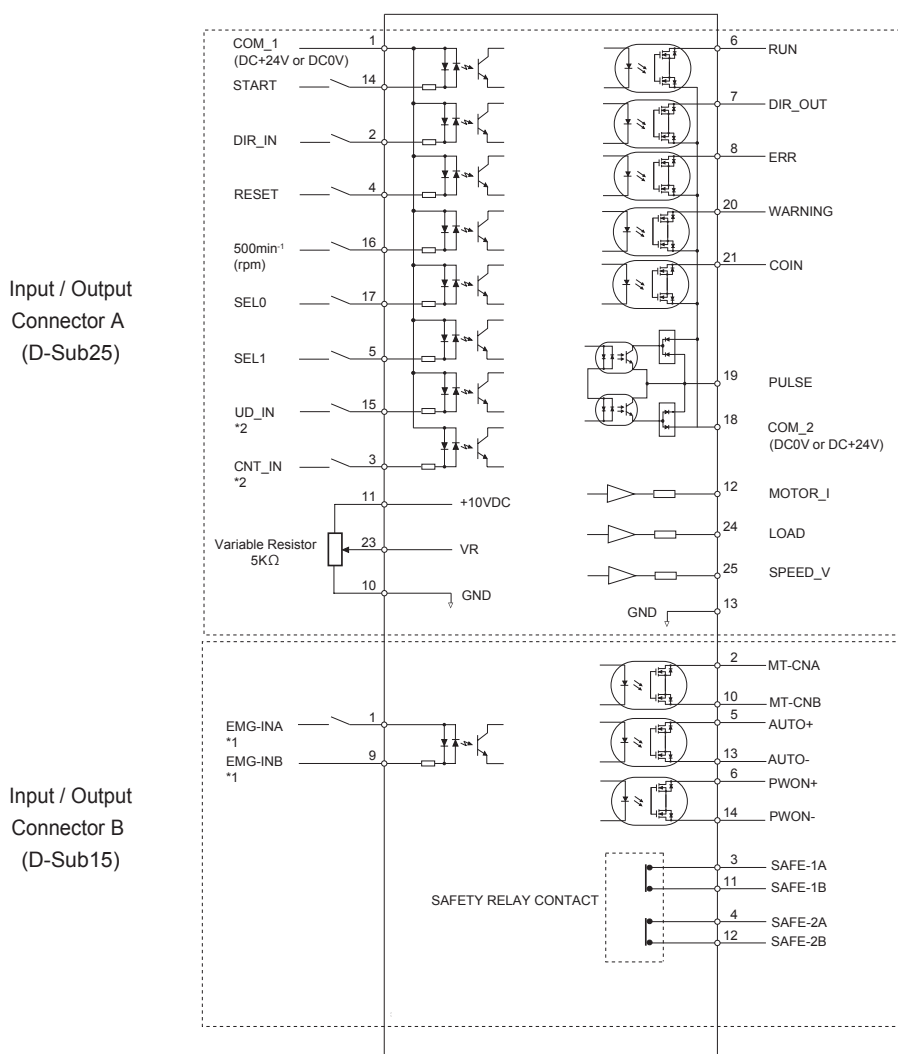 Input / Output
Connector A
(D-Sub25)
COM_1
(DC+24V or DC0V)
1
START
14
DIR_IN
2
RESET
4
500min-1
(rpm)
16
SEL0
17
SEL1
5
UD_IN
*2
15
CNT_IN
*2
3
11
+10VDC
Variable Resistor
5KΩ
23
VR
10
GND
6
RUN
7
DIR_OUT
8
ERR
20
WARNING
21
COIN
19
PULSE
18
COM_2
(DC0V or DC+24V)
12
MOTOR_I
24
LOAD
25
SPEED_V
GND
13
Input / Output
Connector B
(D-Sub15)
EMG-INA
*1
1
EMG-INB
*1
9
2
MT-CNA
10
MT-CNB
5
AUTO+
13
AUTO-
6
PWON+
14
PWON-
SAFETY RELAY CONTACT
3
SAFE-1A
11
SAFE-1B
4
SAFE-2A
12
SAFE-2B